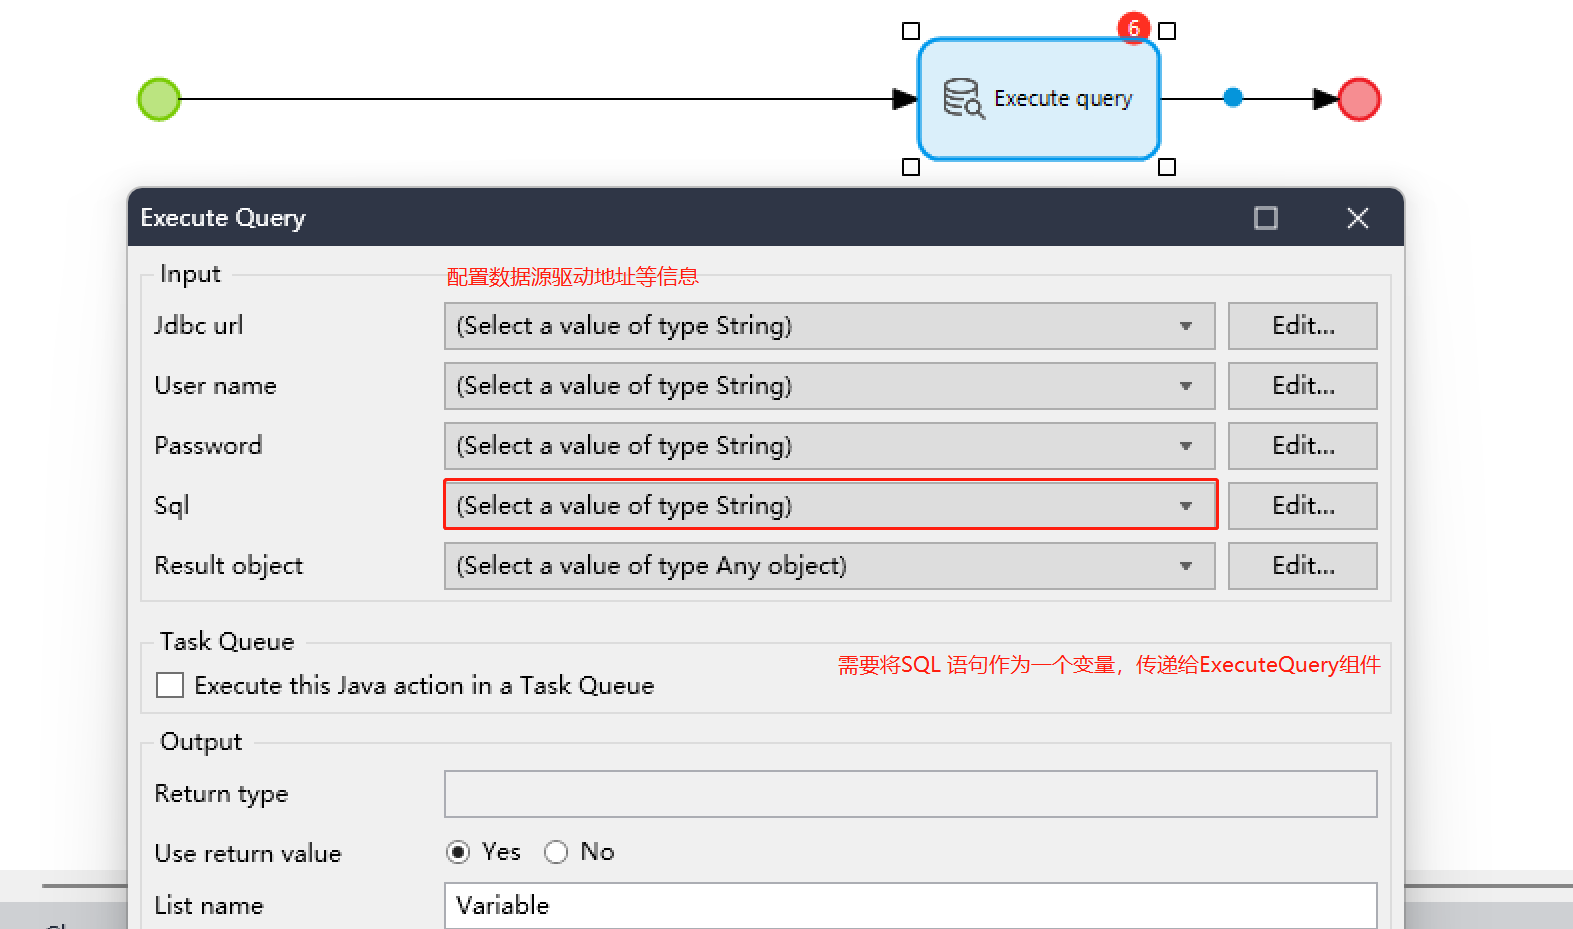 6
Execute query
Execute Query
Input
配置数据源驱动地址等信息
Jdbc url
(Select a value of type String)
Edit...
User name
(Select a value of type String)
Edit...
Password
(Select a value of type String)
Edit...
Sql
(Select a value of type String)
Edit...
Result object
(Select a value of type Any object)
Edit...
Task Queue
需要将SQL 语句作为一个变量，传递给ExecuteQuery组件
Execute this Java action in a Task Queue
Output
Return type
Use return value
Yes
No
List name
Variable